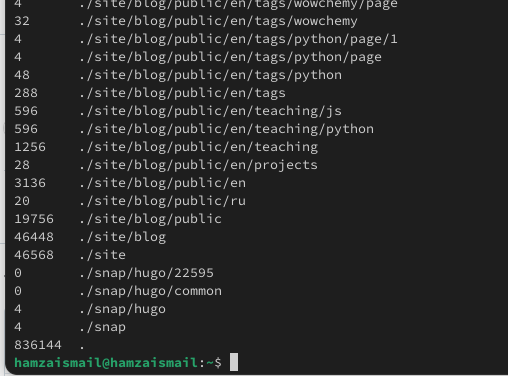 4 ./site/blog/public/en/tags/wowchemy/page
32 ./site/blog/public/en/tags/wowchemy
4 ./site/blog/public/en/tags/python/page/1
4 ./site/blog/public/en/tags/python/page
48 ./site/blog/public/en/tags/python
288 ./site/blog/public/en/tags
596 ./site/blog/public/en/teaching/js
596 ./site/blog/public/en/teaching/python
1256 ./site/blog/public/en/teaching
28 ./site/blog/public/en/projects
3136 ./site/blog/public/en
20 ./site/blog/public/ru
19756 ./site/blog/public
46448 ./site/blog
46568 ./site
0 ./snap/hugo/22595
0 ./snap/hugo/common
4 ./snap/hugo
4 ./snap
836144 .
hamzaismail@hamzaismail:~$